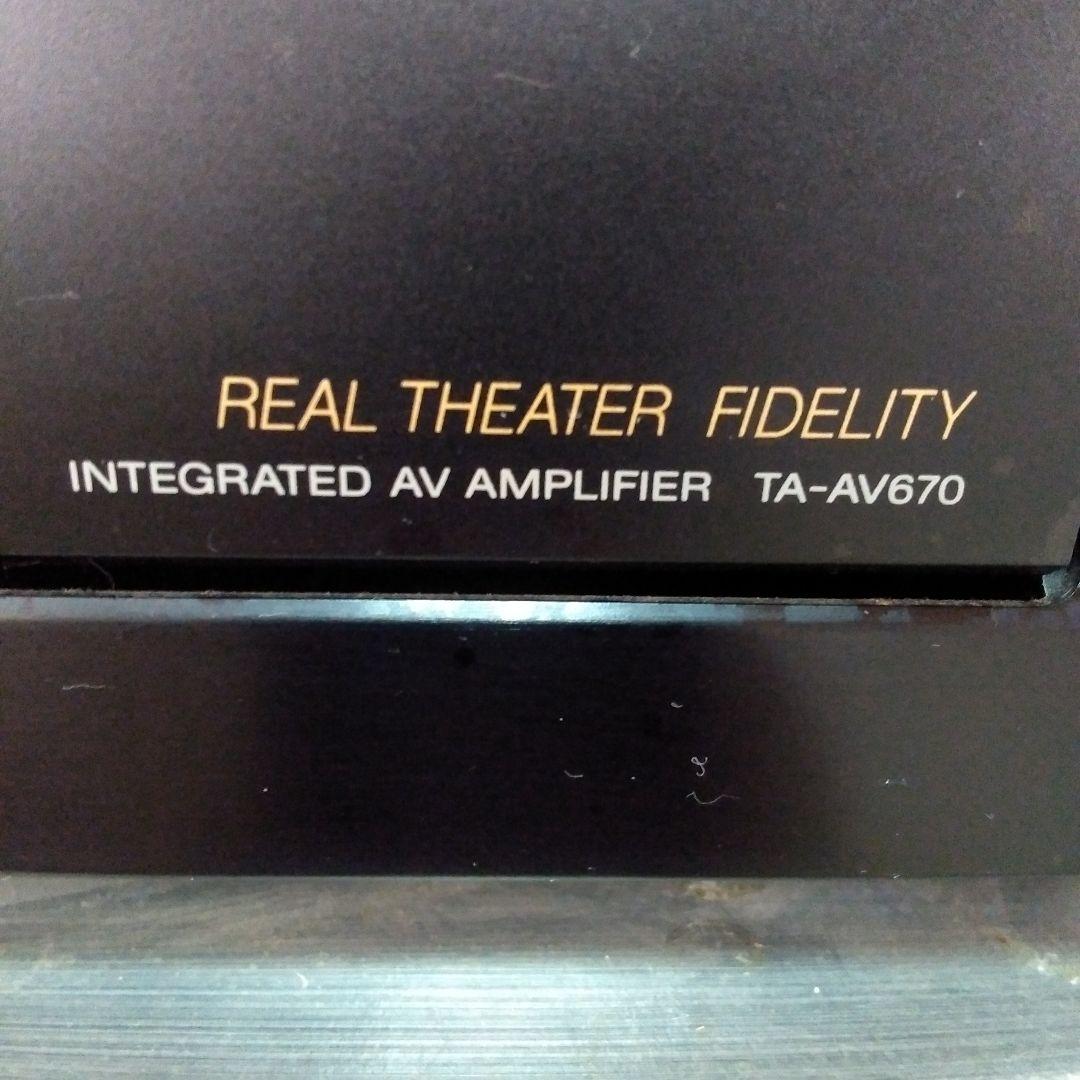 REAL THEATER FIDELITY
INTEGRATED AV AMPLIFIER TA-AV670